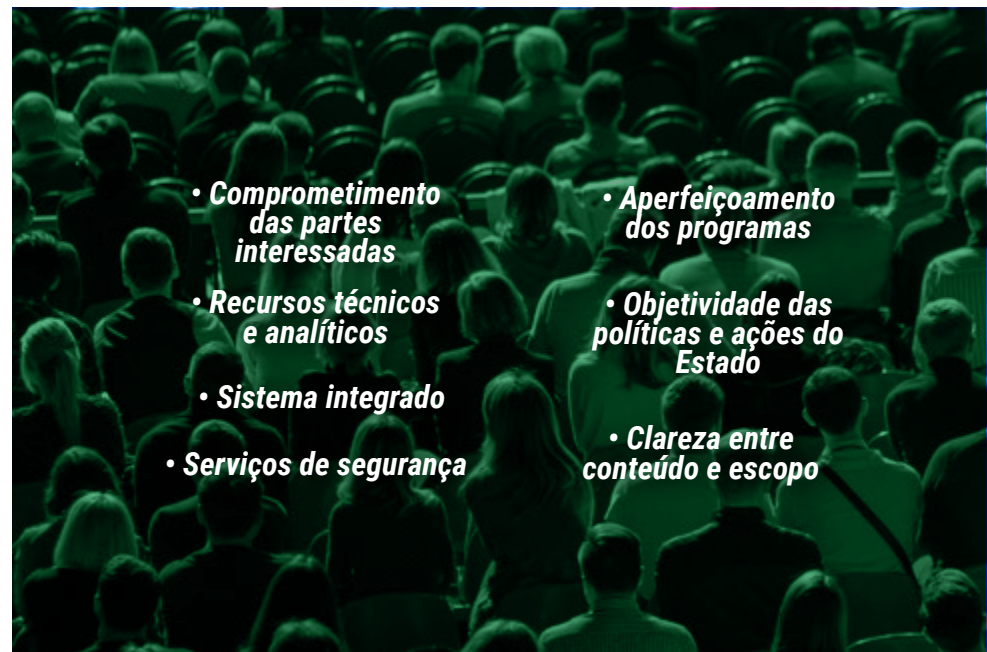 • Comprometimento
das partes
interessadas
• Recursos técnicos
e analíticos
• Sistema integrado
• Serviços de segurança
• Aperfeiçoamento
dos programas
• Objetividade das
políticas e ações do
Estado
• Clareza entre
conteúdo e escopo